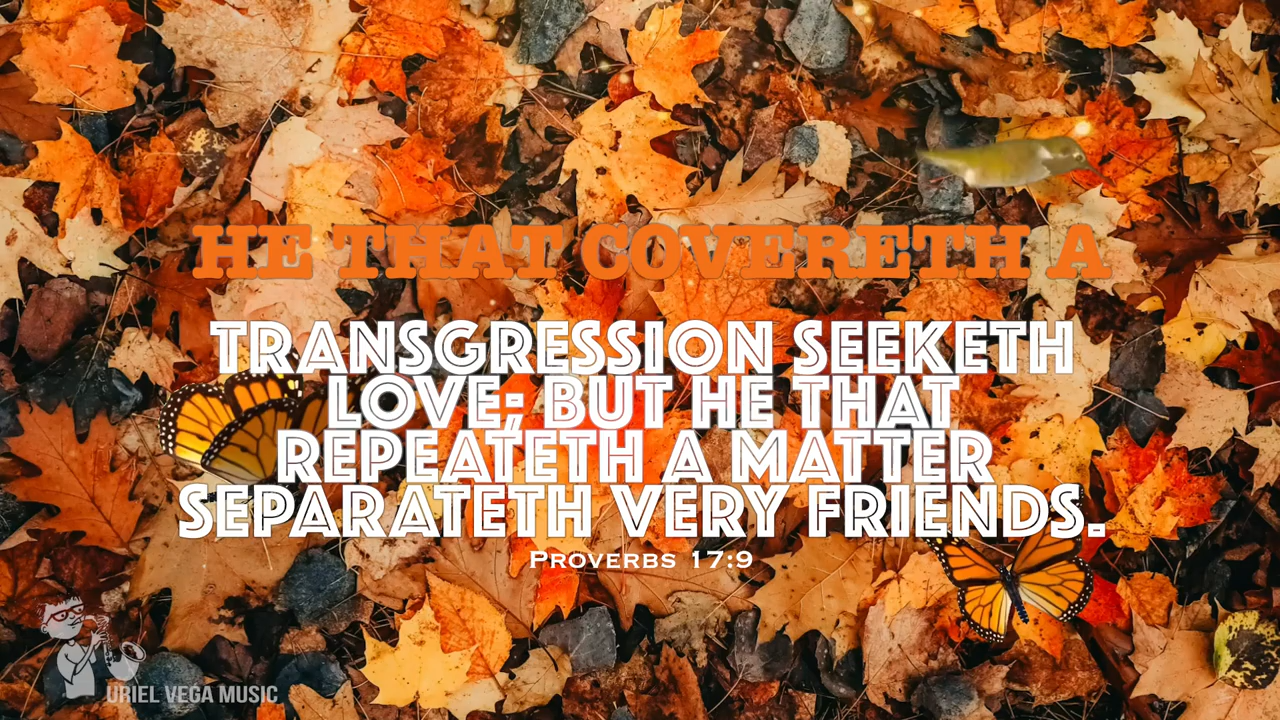 HE THAT COVERETH A
TRANSGRESSION SEEKETH
LOVE; BUT HE THAT
REPEATETH A MATTER
SEPARATETH VERY FRIENDS.
PROVERBS 17:9
URIEL VEGA MUSIC